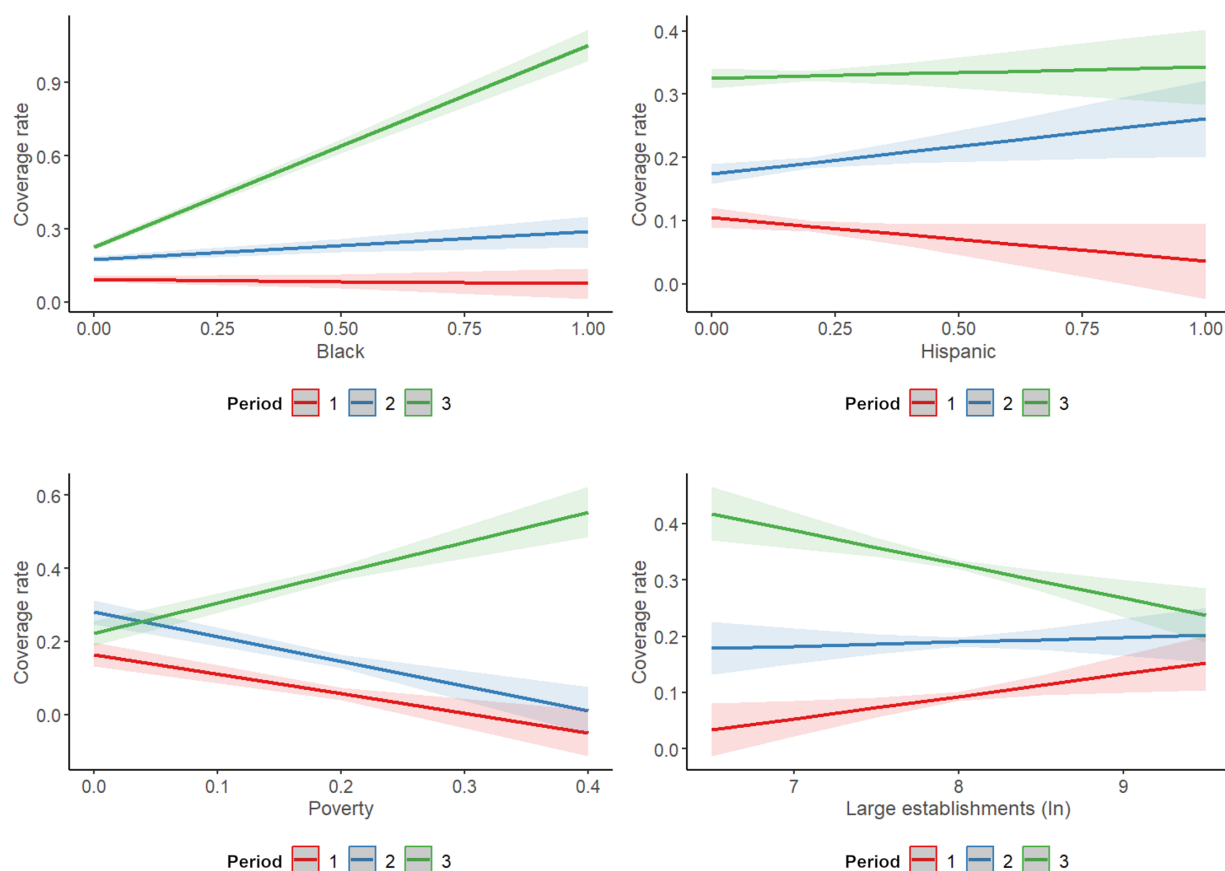 Coverage rate
0.9
0.6
0.3
0.0
0.00 0.25 0.50 0.75 1.00
Black
Period 1 2 3
Coverage rate
0.4
0.3
0.2
0.1
0.0
0.00 0.25 0.50 0.75 1.00
Hispanic
Period 1 2 3
Coverage rate
0.6
0.4
0.2
0.0
0.0 0.1 0.2 0.3 0.4
Poverty
Period 1 2 3
Coverage rate
0.4
0.3
0.2
0.1
0.0
7 8 9
Large establishments (ln)
Period 1 2 3